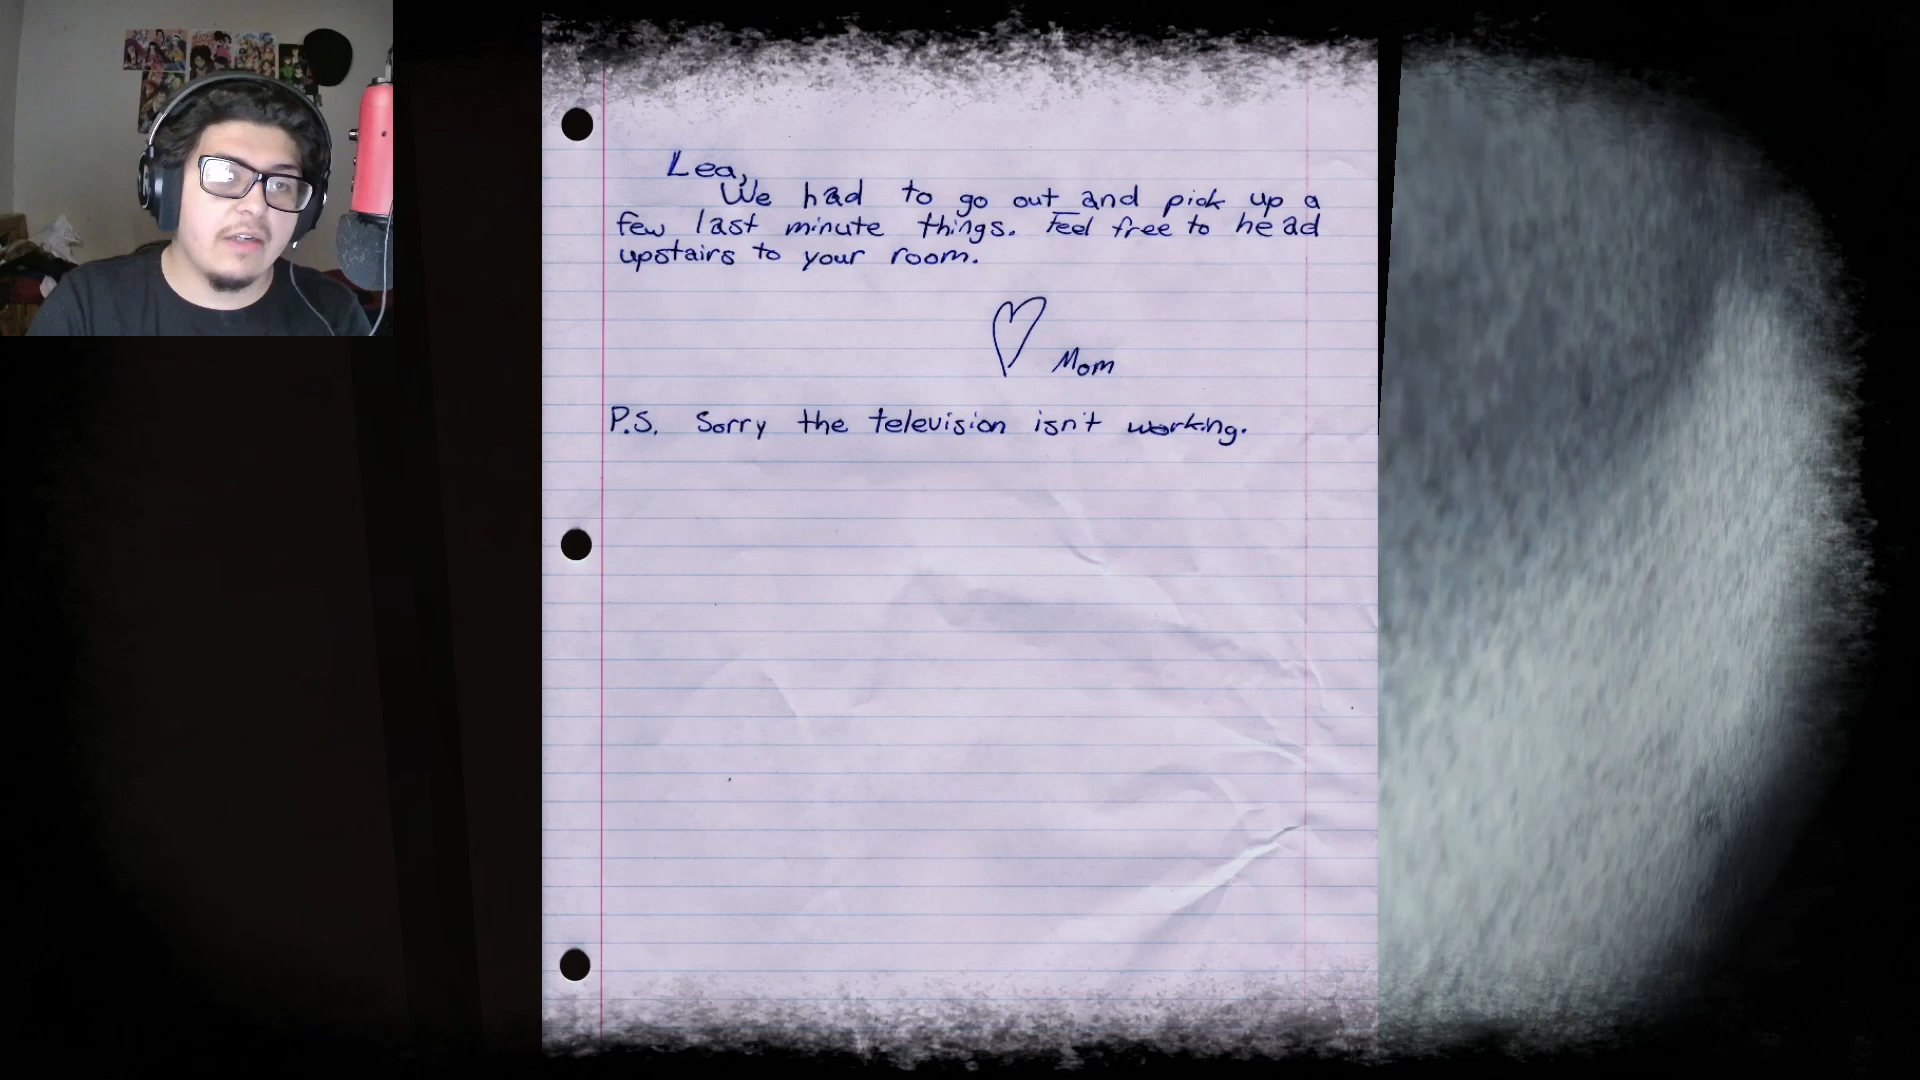 Lea,
We had to go out and pick up a
few last minute things. Feel free to head
upstairs to your room.
Mom
P.S. Sorry the television isn't working.